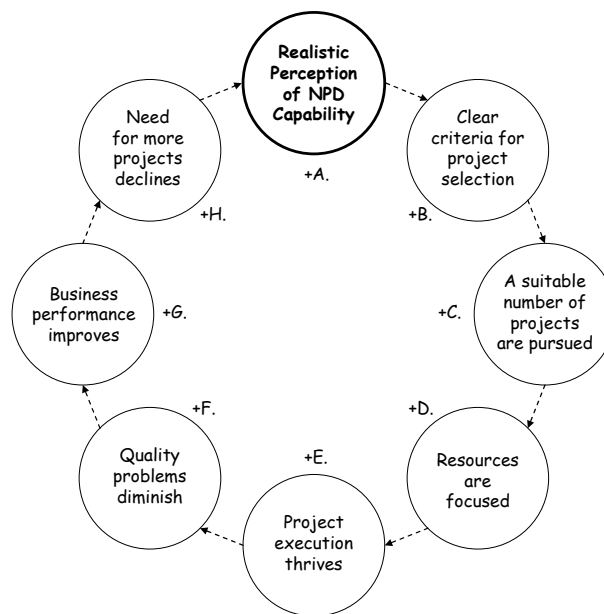 Realistic
Perception
of NPD
Capability
+A.
Clear
criteria for
project
selection
+B.
A suitable
number of
projects
are pursued
+C.
Resources
are
focused
+D.
Project
execution
thrives
+E.
Quality
problems
diminish
+F.
Business
performance
improves
+G.
Need
for more
projects
declines
+H.